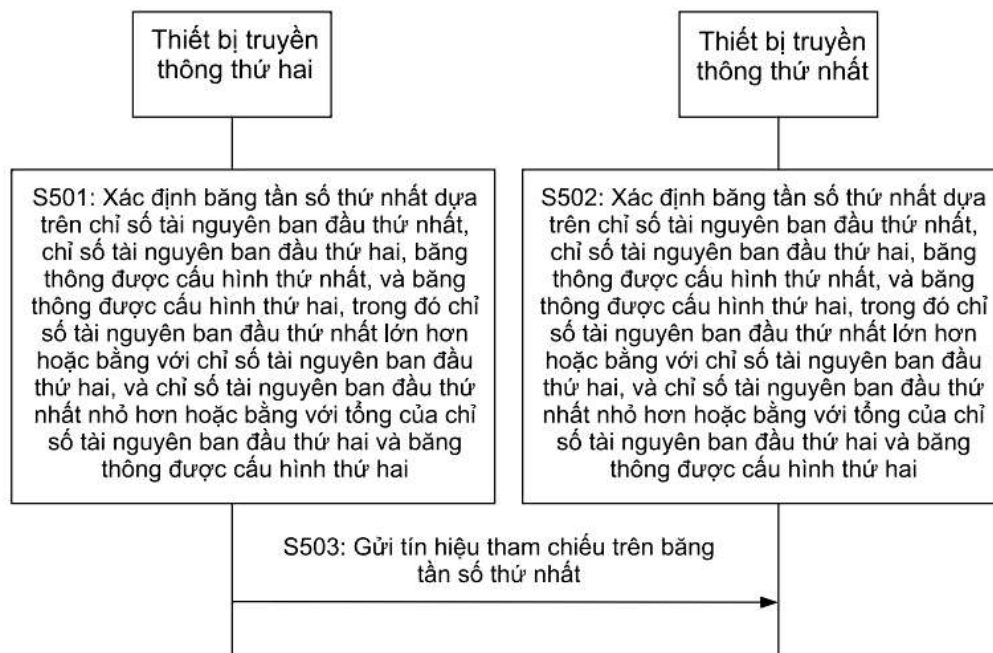 Thiết bị truyền
thông thứ hai
Thiết bị truyền
thông thứ nhất
S501: Xác định băng tần số thứ nhất dựa
trên chỉ số tài nguyên ban đầu thứ nhất,
chỉ số tài nguyên ban đầu thứ hai, băng
thông được cấu hình thứ nhất, và băng
thông được cấu hình thứ hai, trong đó chỉ
số tài nguyên ban đầu thứ nhất lớn hơn
hoặc bằng với chỉ số tài nguyên ban đầu
thứ hai, và chỉ số tài nguyên ban đầu thứ
nhất nhỏ hơn hoặc bằng với tổng của chỉ
số tài nguyên ban đầu thứ hai và băng
thông được cấu hình thứ hai
S502: Xác định băng tần số thứ nhất dựa
trên chỉ số tài nguyên ban đầu thứ nhất,
chỉ số tài nguyên ban đầu thứ hai, băng
thông được cấu hình thứ nhất, và băng
thông được cấu hình thứ hai, trong đó chỉ
số tài nguyên ban đầu thứ nhất lớn hơn
hoặc bằng với chỉ số tài nguyên ban đầu
thứ hai, và chỉ số tài nguyên ban đầu thứ
nhất nhỏ hơn hoặc bằng với tổng của chỉ
số tài nguyên ban đầu thứ hai và băng
thông được cấu hình thứ hai
S503: Gửi tín hiệu tham chiếu trên băng
tần số thứ nhất